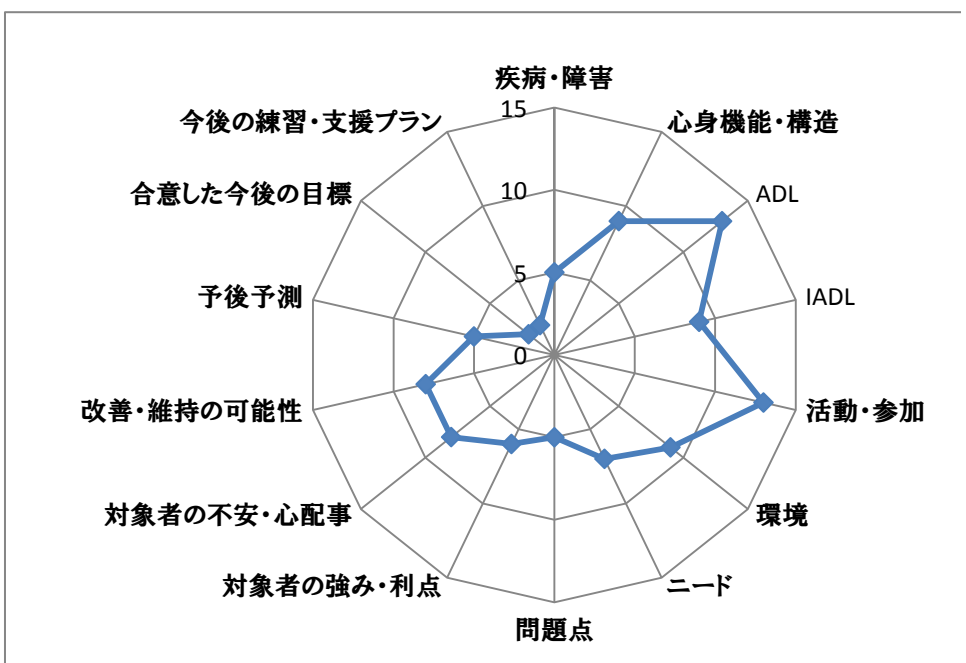 疾病・障害
15
今後の練習・支援プラン
心身機能・構造
合意した今後の目標
10
ADL
5
予後予測
IADL
0
改善・維持の可能性
活動・参加
対象者の不安・心配事
環境
対象者の強み・利点
ニード
問題点